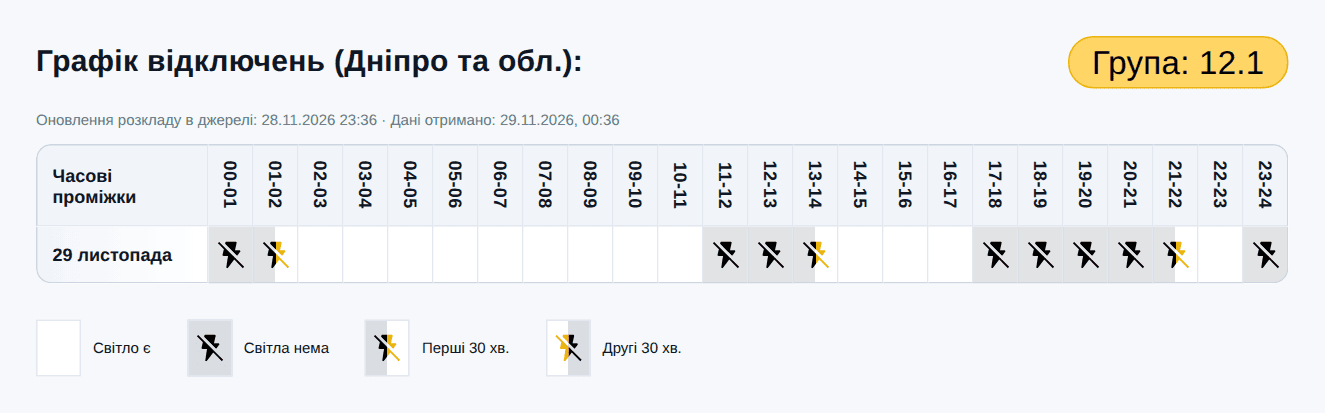 Графік відключень (Дніпро та обл.):
Група: 12.1
Оновлення розкладу в джерелі: 28.11.2026 23:36 · Дані отримано: 29.11.2026, 00:36
Часові
проміжки
00-01
01-02
02-03
03-04
04-05
05-06
06-07
07-08
08-09
09-10
10-11
11-12
12-13
13-14
14-15
15-16
16-17
17-18
18-19
19-20
20-21
21-22
22-23
23-24
29 листопада
Світло є
Світла нема
Перші 30 хв.
Другі 30 хв.